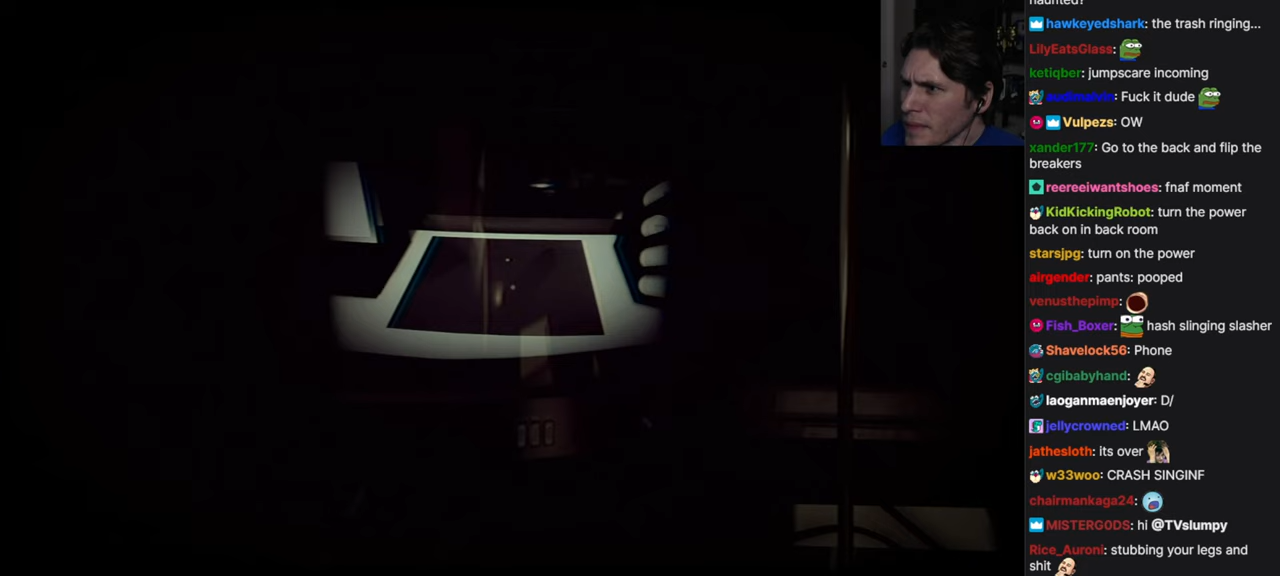 haunted?
hawkeyedshark: the trash ringing...
LilyEatsGlass:
ketiqber: jumpscare incoming
audmalvin: Fuck it dude
Vulpezs: OW
xander177: Go to the back and flip the
breakers
reereeiwantshoes: fnaf moment
KidKickingRobot: turn the power
back on in back room
starsjpg: turn on the power
airgender: pants: pooped
venusthepimp:
Fish_Boxer: hash slinging slasher
Shavelock56: Phone
cgibabyhand:
laoganmaenjoyer: D/
jellycrowned: LMAO
jathesloth: its over
w33woo: CRASH SINGINF
chairmankaga24:
MISTERG0DS: hi @TVslumpy
Rice_Auroni: stubbing your legs and
shit